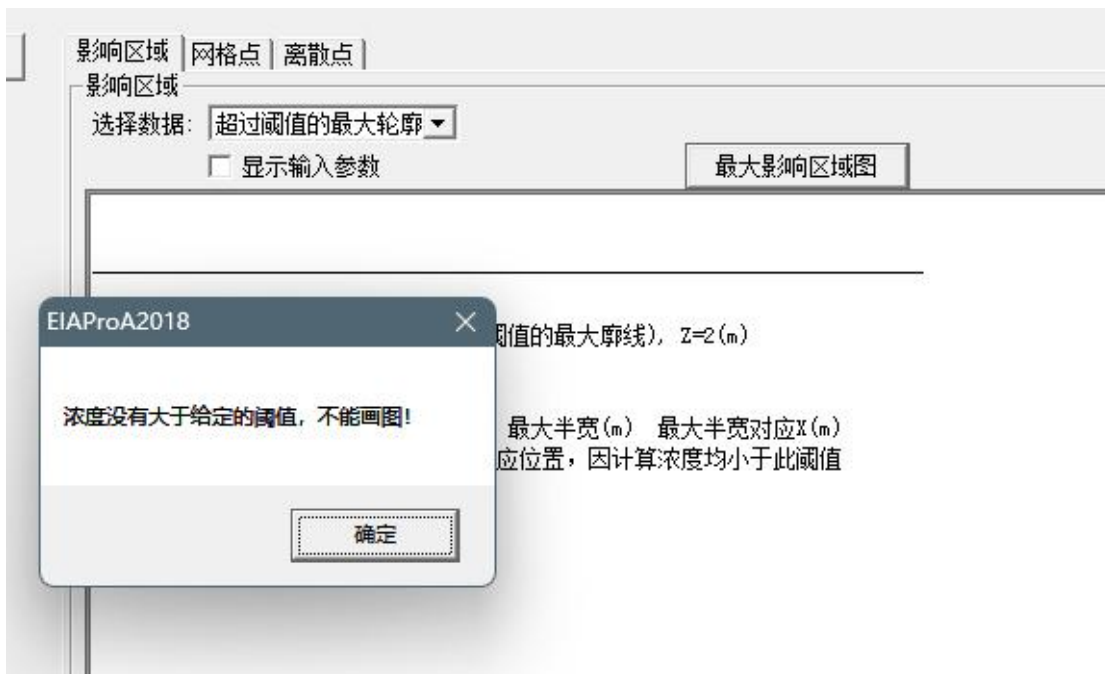 影响区域 网格点 离散点
影响区域
选择数据: 超过阈值的最大轮廓
显示输入参数
最大影响区域图
EIAProA2018
阈值的最大廓线), Z=2(m)
浓度没有大于给定的阈值，不能画图!
最大半宽(m) 最大半宽对应X(m)
应位置，因计算浓度均小于此阈值
确定